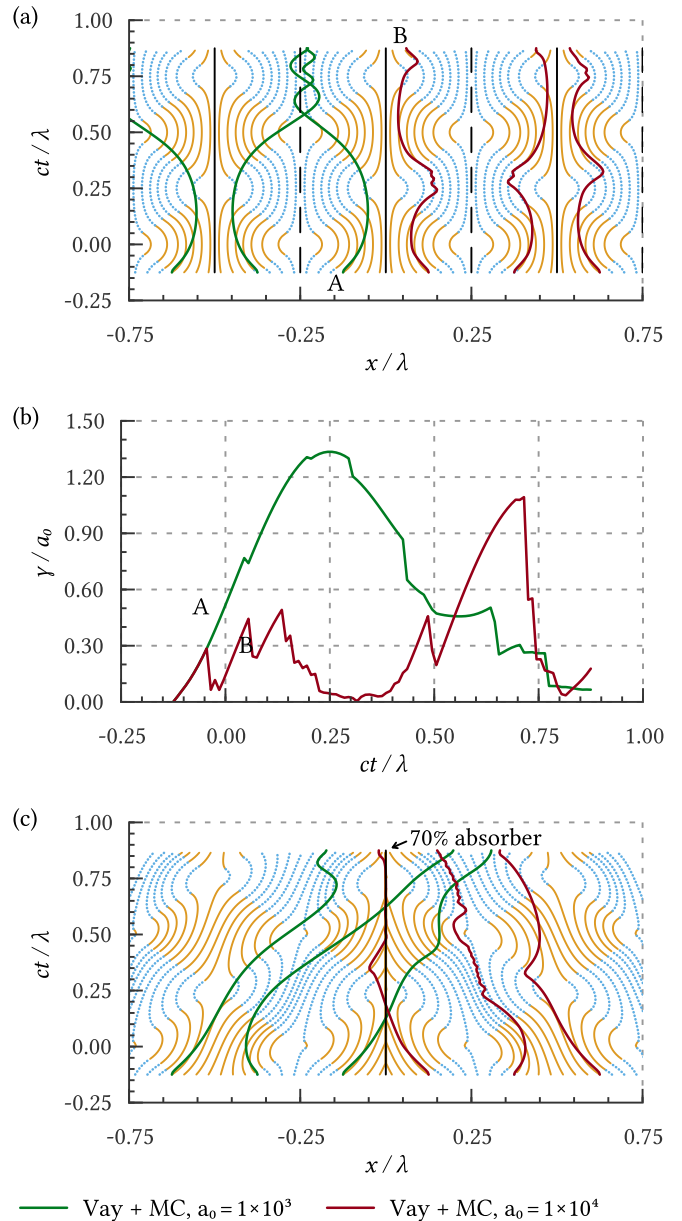 (a)
1.00
B
0.75
0.50
0.25
0.00
A
-0.25
-0.75 -0.25 0.25 0.75
ct / λ
x / λ
(b)
1.50
1.20
0.90
0.60
A
0.30
B
0.00
-0.25 0.00 0.25 0.50 0.75 1.00
γ / a₀
ct / λ
(c)
1.00
70% absorber
0.75
0.50
0.25
0.00
-0.25
-0.75 -0.25 0.25 0.75
ct / λ
x / λ
Vay + MC, a₀ = 1×10³ Vay + MC, a₀ = 1×10⁴